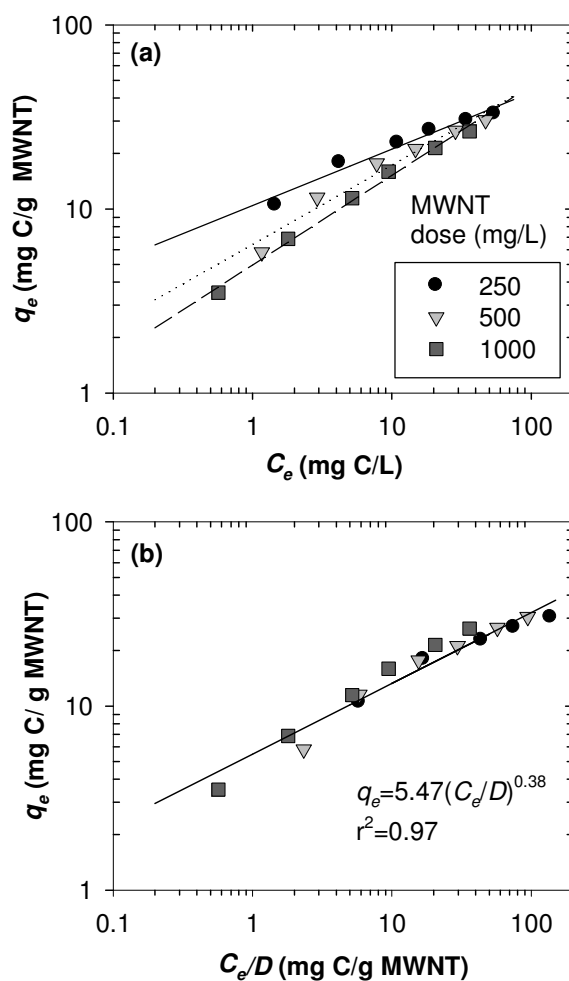 (a)
100
10
1
q_e (mg C/g MWNT)
MWNT
dose (mg/L)
250
500
1000
0.1 1 10 100
C_e (mg C/L)
(b)
100
10
1
q_e (mg C/ g MWNT)
q_e=5.47(C_e/D)^0.38
r^2=0.97
0.1 1 10 100
C_e/D (mg C/g MWNT)